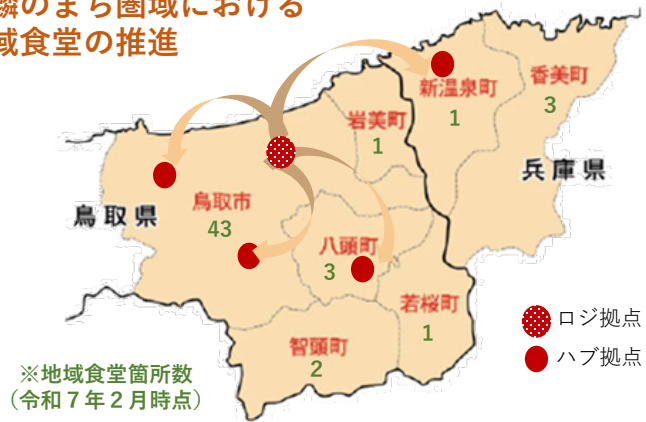 麟のまち圏域における
域食堂の推進
新温泉町
1
香美町
3
岩美町
1
兵庫県
鳥取県
鳥取市
43
八頭町
3
若桜町
1
智頭町
2
ロジ拠点
ハブ拠点
※地域食堂箇所数
（令和７年２月時点）